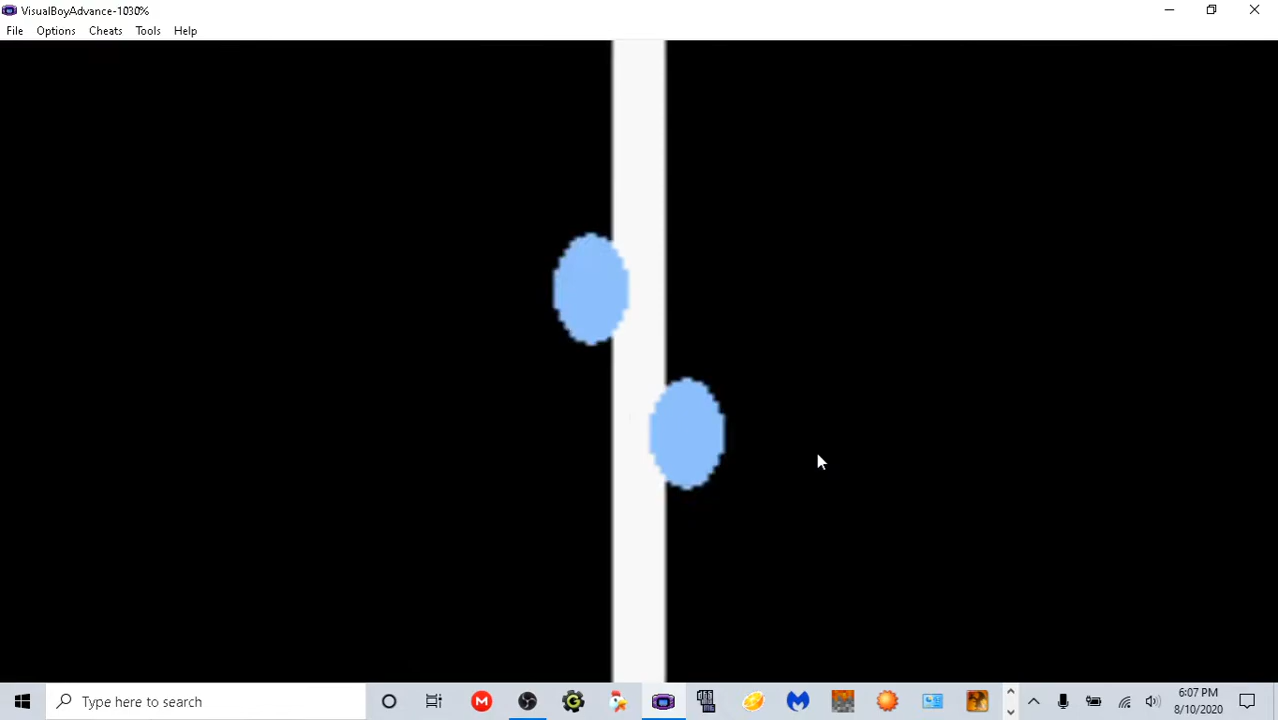 VisualBoyAdvance-1030%
File Options Cheats Tools Help
Type here to search
6:07 PM
8/10/2020